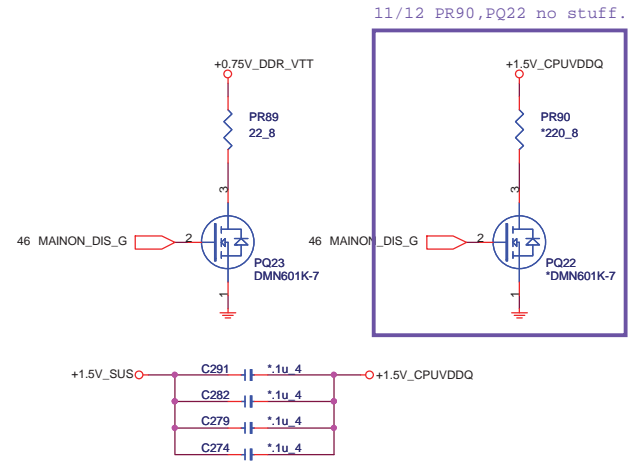 11/12 PR90,PQ22 no stuff.
+0.75V_DDR_VTT
+1.5V_CPUVDDQ
PR89
22_8
PR90
*220_8
3
3
46 MAINON_DIS_G
2
46 MAINON_DIS_G
2
PQ23
DMN601K-7
PQ22
*DMN601K-7
1
1
+1.5V_SUS
C291
*.1u_4
+1.5V_CPUVDDQ
C282
*.1u_4
C279
*.1u_4
C274
*.1u_4